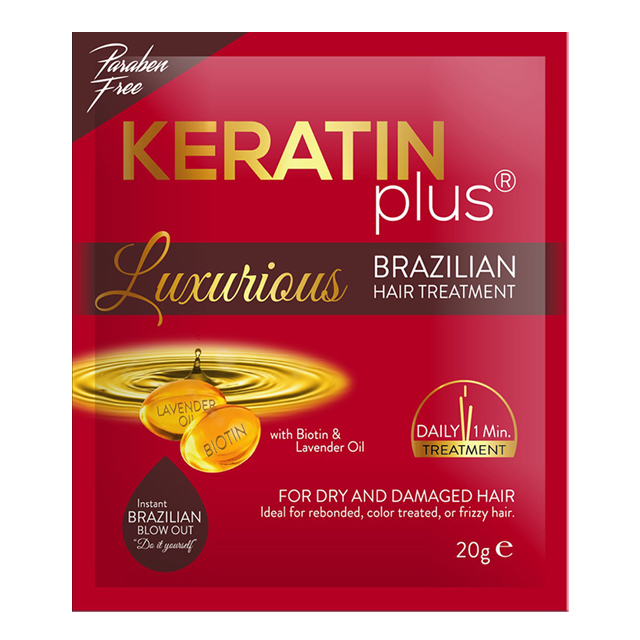 Paraben
Free
KERATIN
plus®
Luxurious
BRAZILIAN
HAIR TREATMENT
LAVENDER
OIL
BIOTIN
with Biotin &
Lavender Oil
DAILY 1 Min.
TREATMENT
Instant
BRAZILIAN
BLOW OUT
"Do it yourself"
FOR DRY AND DAMAGED HAIR
Ideal for rebonded, color treated, or frizzy hair.
20g ℮